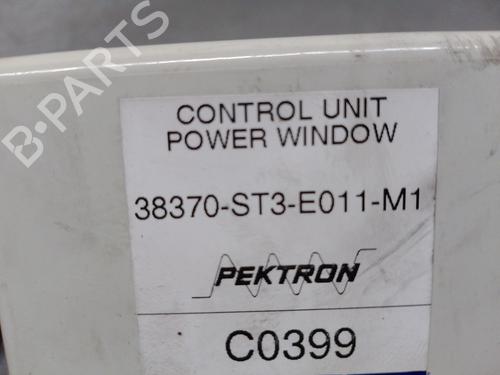 B-PARTS
CONTROL UNIT
POWER WINDOW
38370-ST3-E011-M1
PEKTRON
C0399